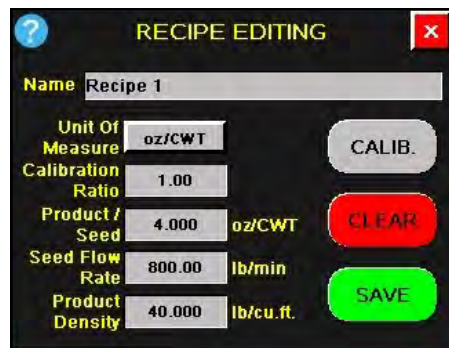 ? RECIPE EDITING X
Name Recipe 1
Unit Of
Measure oz/CWT
CALIB.
Calibration
Ratio 1.00
Product /
Seed 4.000 oz/CWT
CLEAR
Seed Flow
Rate 800.00 lb/min
SAVE
Product
Density 40.000 lb/cu.ft.